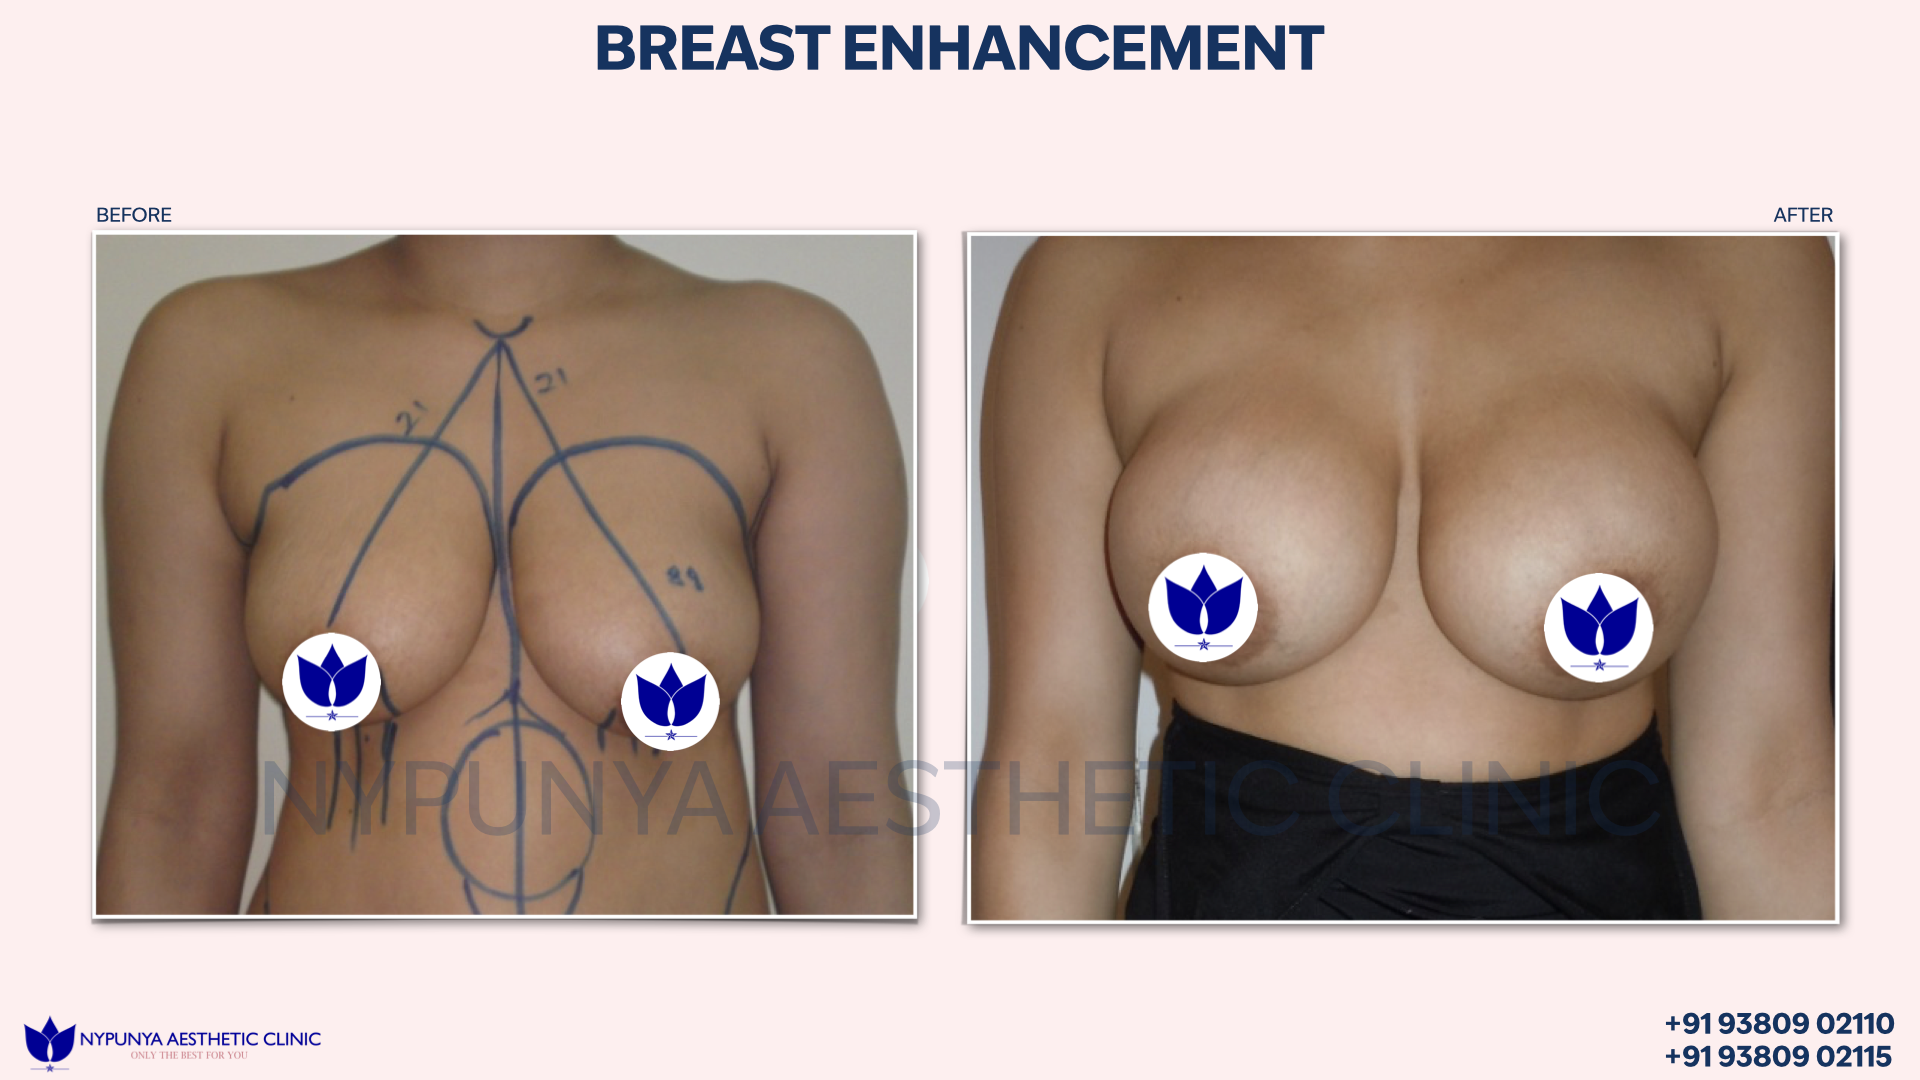 BREAST ENHANCEMENT
BEFORE
AFTER
21
21
89
NYPUNYA AESTHETIC CLINIC
NYPUNYA AESTHETIC CLINIC
ONLY THE BEST FOR YOU
+91 93809 02110
+91 93809 02115